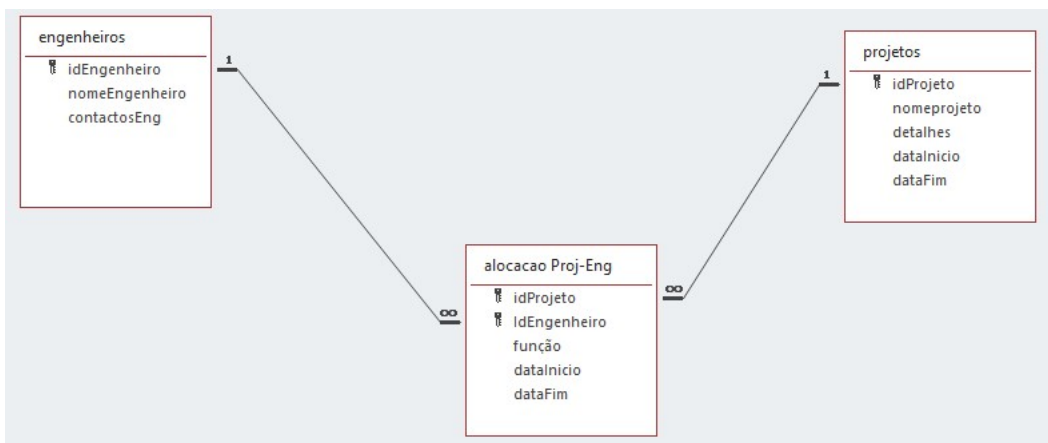 engenheiros
idEngenheiro
nomeEngenheiro
contactosEng
1
∞
projetos
idProjeto
nomeprojeto
detalhes
dataInicio
dataFim
1
∞
alocacao Proj-Eng
idProjeto
IdEngenheiro
função
dataInicio
dataFim